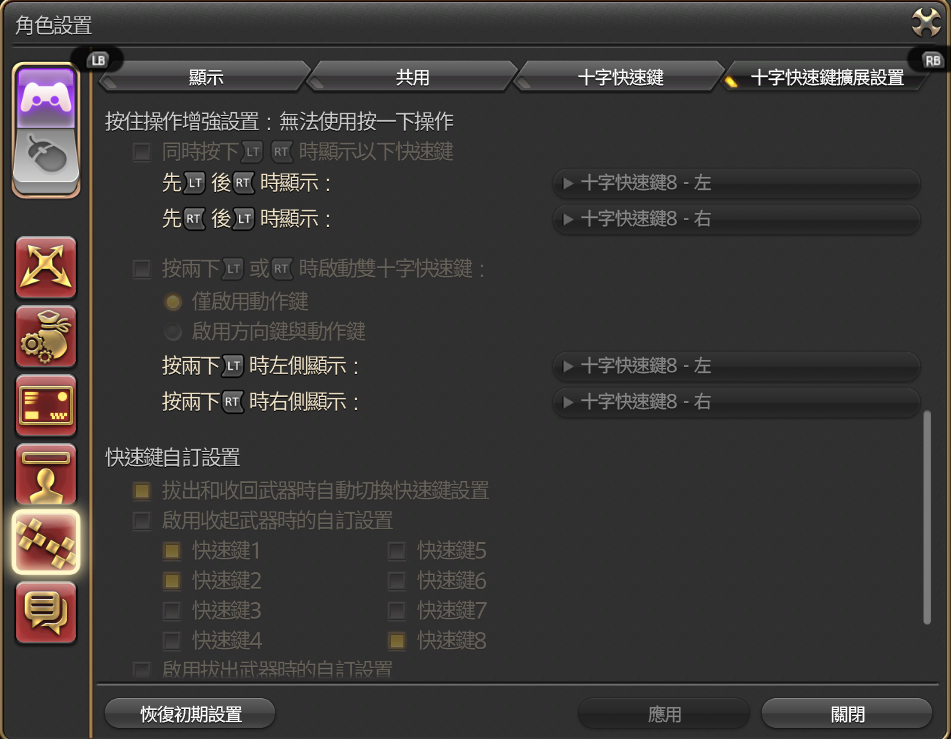 角色設置
LB
顯示 共用 十字快速鍵 十字快速鍵擴展設置
RB
按住操作增強設置：無法使用按一下操作
同時按下 LT RT 時顯示以下快速鍵
先 LT 後 RT 時顯示： 十字快速鍵8 - 左
先 RT 後 LT 時顯示： 十字快速鍵8 - 右
按兩下 LT 或 RT 時啟動雙十字快速鍵：
僅啟用動作鍵
啟用方向鍵與動作鍵
按兩下 LT 時左側顯示： 十字快速鍵8 - 左
按兩下 RT 時右側顯示： 十字快速鍵8 - 右
快速鍵自訂設置
拔出和收回武器時自動切換快速鍵設置
啟用收起武器時的自訂設置
快速鍵1 快速鍵5
快速鍵2 快速鍵6
快速鍵3 快速鍵7
快速鍵4 快速鍵8
啟用拔出武器時的自訂設置
恢復初期設置 應用 關閉